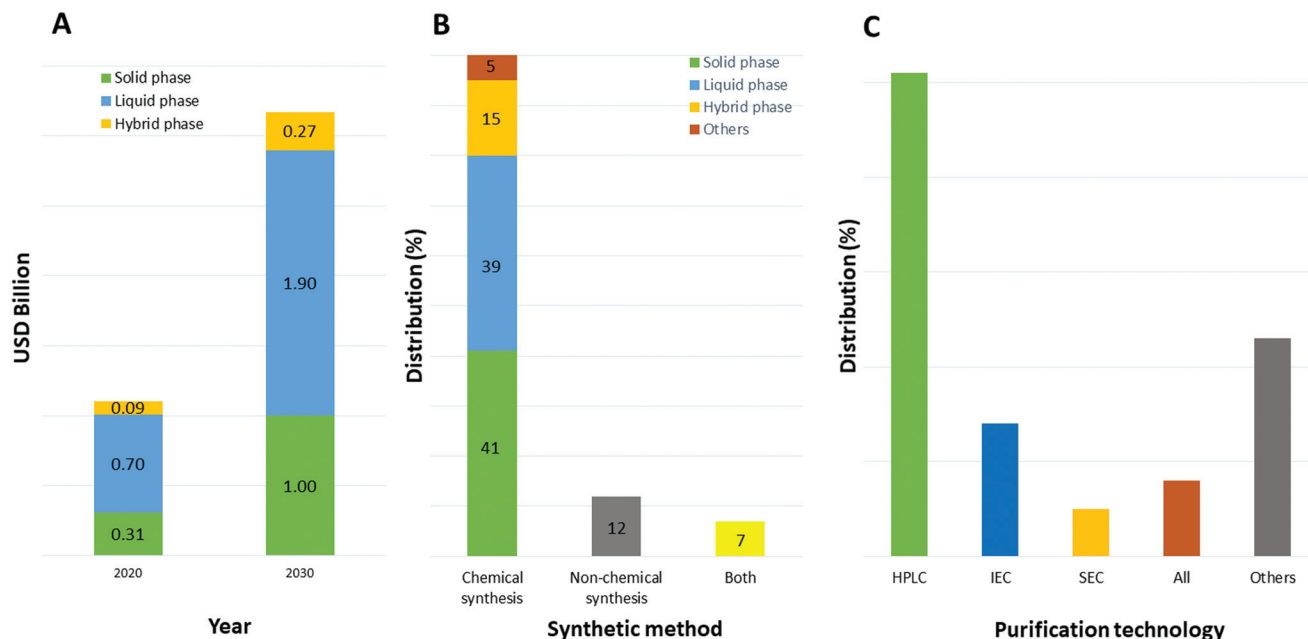 A
Solid phase
Liquid phase
Hybrid phase
USD Billion
0.27
1.90
1.00
0.09
0.70
0.31
2020
2030
Year
B
Solid phase
Liquid phase
Hybrid phase
Others
Distribution (%)
5
15
39
41
12
7
Chemical
synthesis
Non-chemical
synthesis
Both
Synthetic method
C
Distribution (%)
HPLC
IEC
SEC
All
Others
Purification technology